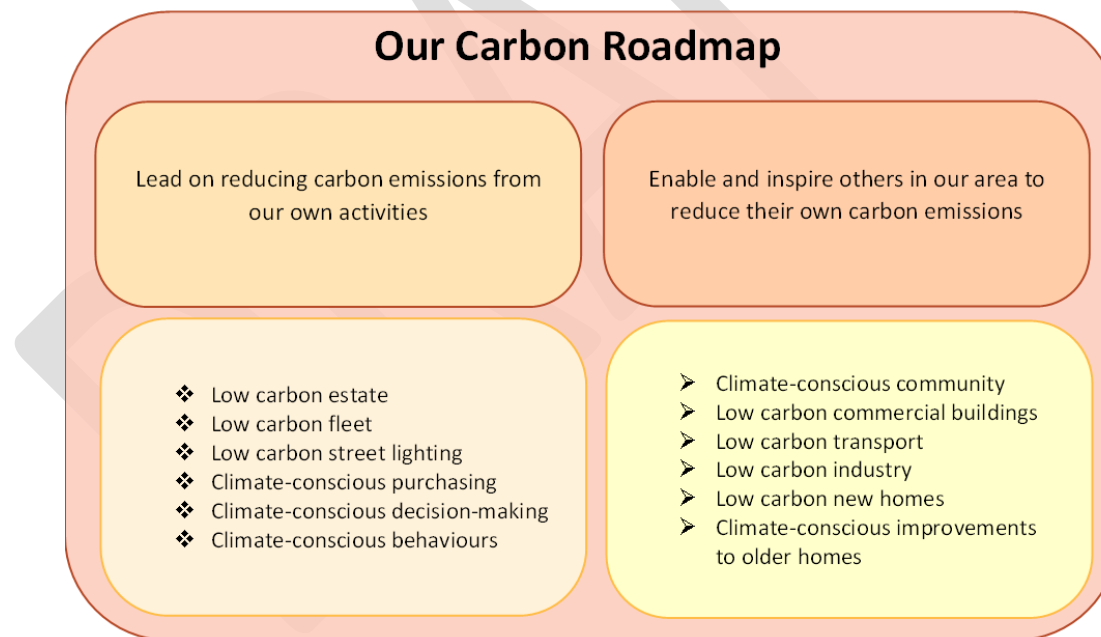 Our Carbon Roadmap
Lead on reducing carbon emissions from
our own activities
Enable and inspire others in our area to
reduce their own carbon emissions
❖ Low carbon estate
❖ Low carbon fleet
❖ Low carbon street lighting
❖ Climate-conscious purchasing
❖ Climate-conscious decision-making
❖ Climate-conscious behaviours
➢ Climate-conscious community
➢ Low carbon commercial buildings
➢ Low carbon transport
➢ Low carbon industry
➢ Low carbon new homes
➢ Climate-conscious improvements
to older homes